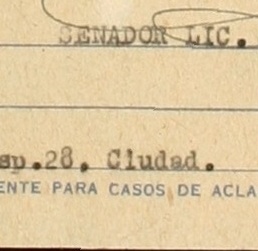 SENADOR LIC.
sp.28, Ciudad.
ENTE PARA CASOS DE ACLA